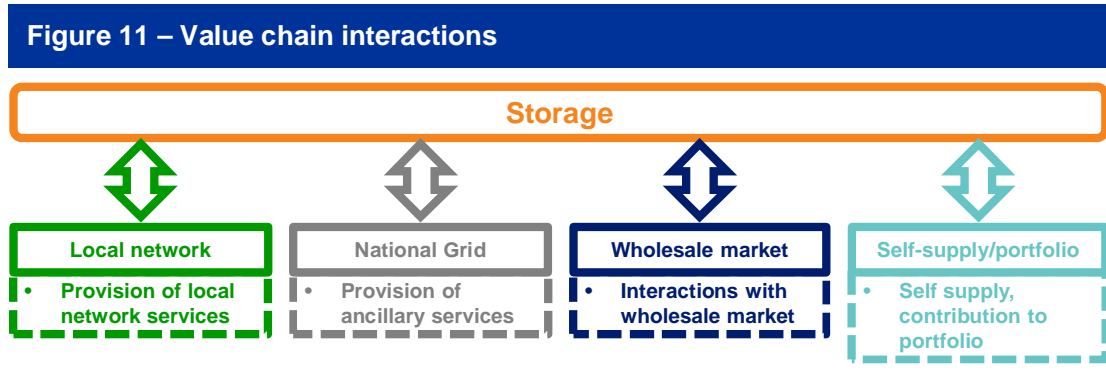 Figure 11 – Value chain interactions
Storage
Local network
• Provision of local
network services
National Grid
• Provision of
ancillary services
Wholesale market
• Interactions with
wholesale market
Self-supply/portfolio
• Self supply,
contribution to
portfolio